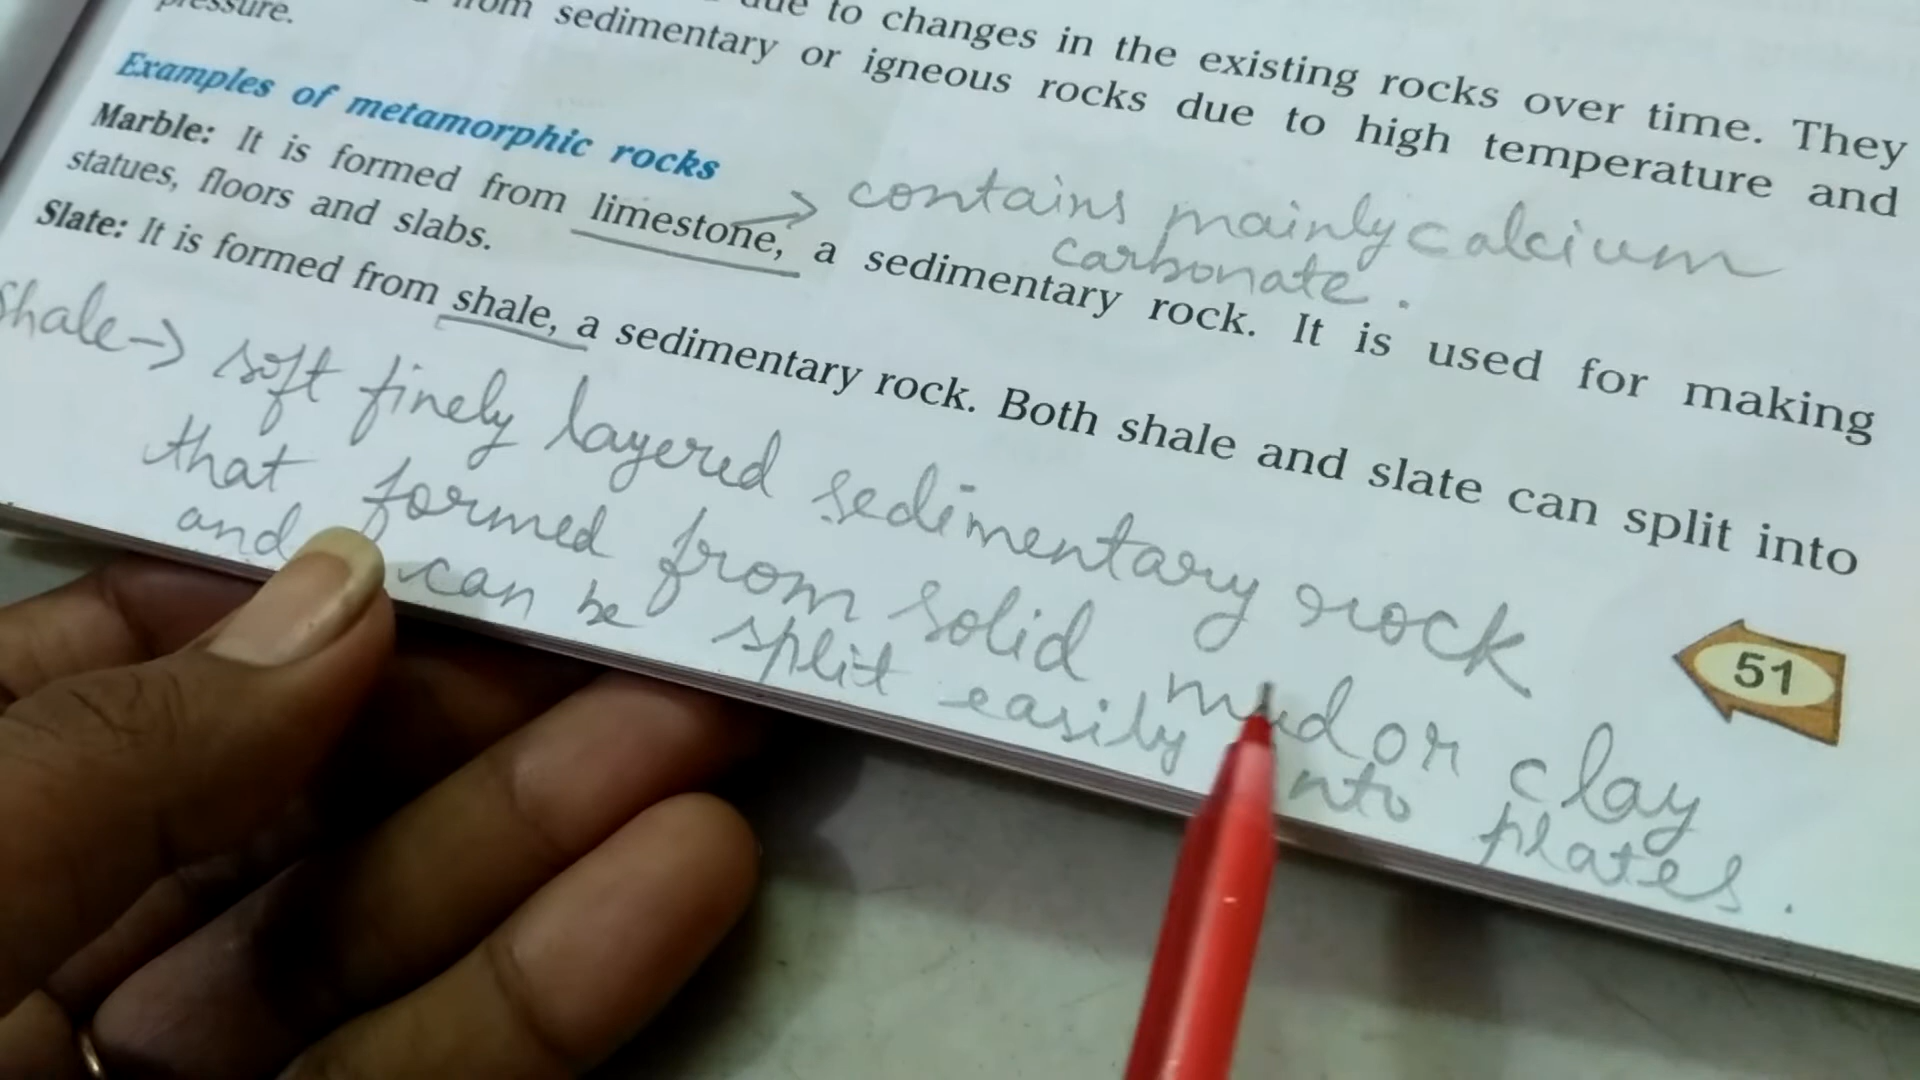 due to changes in the existing rocks over time. They
from sedimentary or igneous rocks due to high temperature and
pressure.
Examples of metamorphic rocks
Marble: It is formed from limestone, a sedimentary rock. It is used for making
statues, floors and slabs.
→ contains mainly calcium
carbonate.
Slate: It is formed from shale, a sedimentary rock. Both shale and slate can split into
Shale → soft finely layered sedimentary rock
that formed from solid mud or clay
and can be split easily into plates.
51